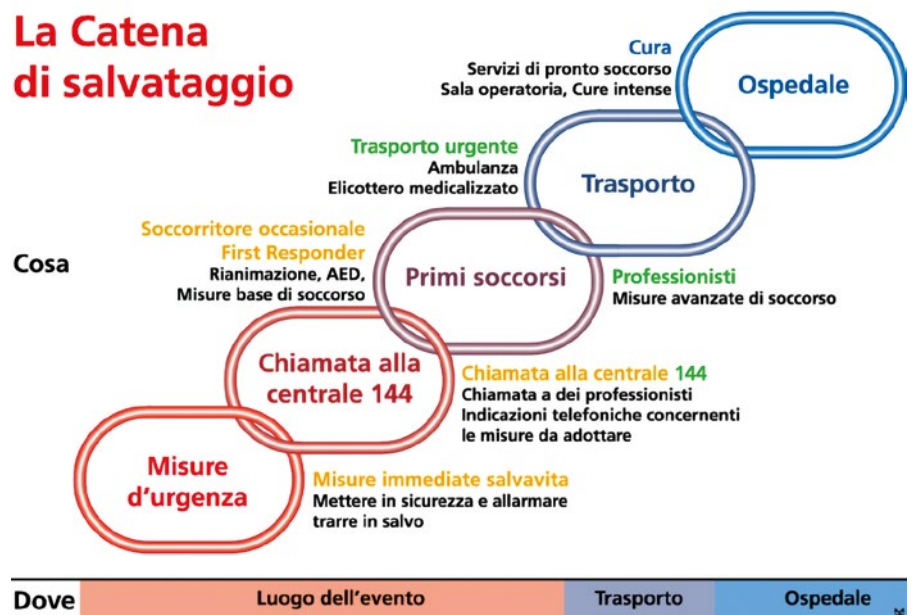 La Catena
di salvataggio
Cura
Servizi di pronto soccorso
Sala operatoria, Cure intense
Ospedale
Trasporto urgente
Ambulanza
Elicottero medicalizzato
Trasporto
Soccorritore occasionale
First Responder
Rianimazione, AED,
Misure base di soccorso
Cosa
Primi soccorsi
Professionisti
Misure avanzate di soccorso
Chiamata alla
centrale 144
Chiamata alla centrale 144
Chiamata a dei professionisti
Indicazioni telefoniche concernenti
le misure da adottare
Misure
d'urgenza
Misure immediate salvavita
Mettere in sicurezza e allarmare
trarre in salvo
Dove
Luogo dell'evento
Trasporto
Ospedale